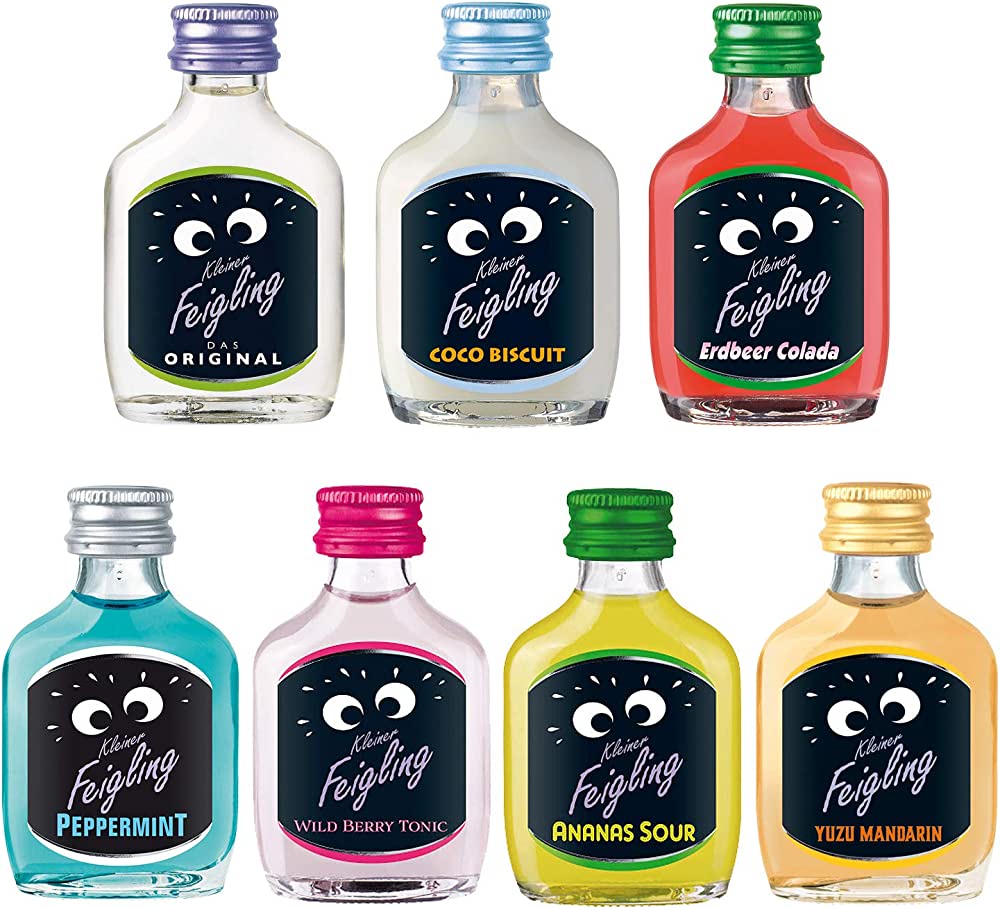 Kleiner
Feigling
DAS
ORIGINAL
Kleiner
Feigling
COCO BISCUIT
Kleiner
Feigling
Erdbeer Colada
Kleiner
Feigling
PEPPERMINT
Kleiner
Feigling
WILD BERRY TONIC
Kleiner
Feigling
ANANAS SOUR
Kleiner
Feigling
YUZU MANDARIN